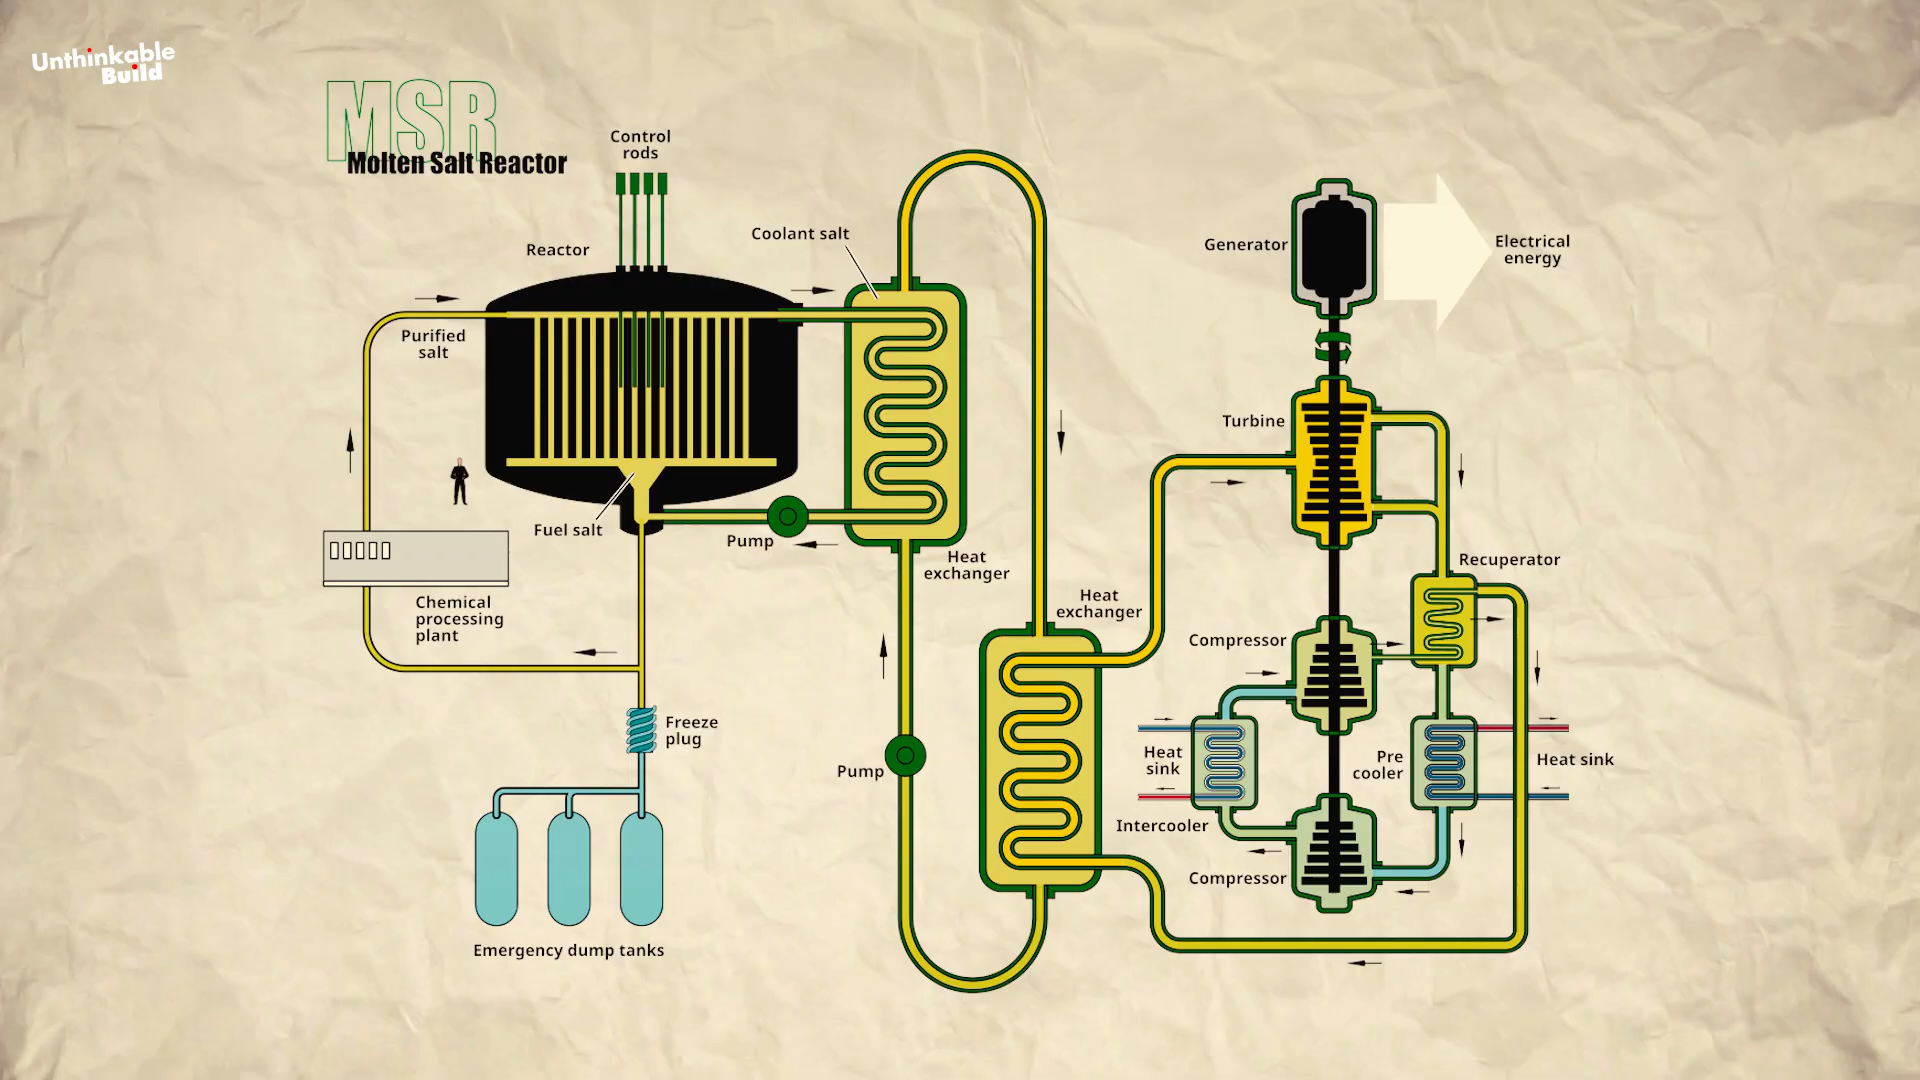 Unthinkable
Build
MSR
Molten Salt Reactor
Control
rods
Reactor
Coolant salt
Generator
Electrical
energy
Purified
salt
Turbine
Fuel salt
Pump
Heat
exchanger
Recuperator
Chemical
processing
plant
Heat
exchanger
Compressor
Freeze
plug
Pump
Heat
sink
Pre
cooler
Heat sink
Intercooler
Compressor
Emergency dump tanks